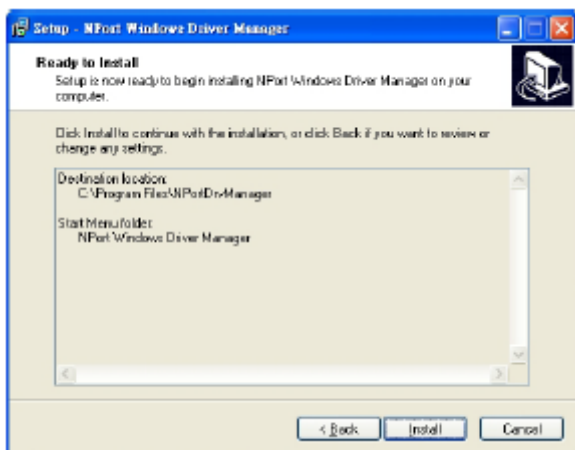 Setup - NPort Windows Driver Manager
Ready to Install
Setup is now ready to begin installing NPort Windows Driver Manager on your
computer.
Click Install to continue with the installation, or click Back if you want to review or
change any settings.
Destination location:
C:\Program Files\NPortDrvManager
Start Menu folder:
NPort Windows Driver Manager
< Back
Install
Cancel